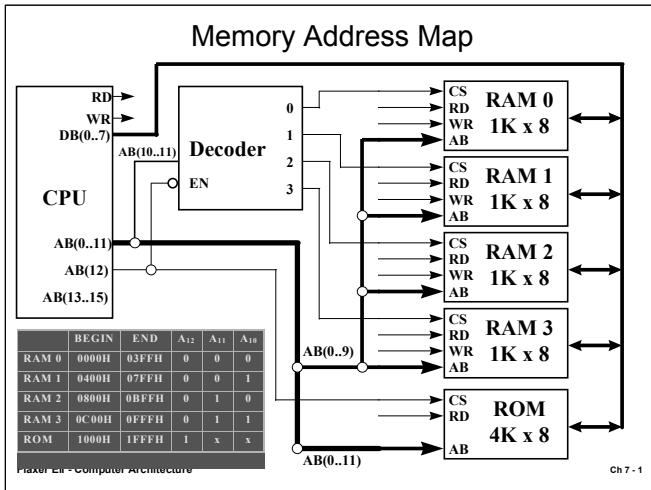 Memory Address Map
RD
WR
DB(0..7)
CPU
AB(0..11)
AB(12)
AB(13..15)
AB(10..11)
Decoder
EN
0
1
2
3
CS
RD
WR
AB
RAM 0
1K x 8
CS
RD
WR
AB
RAM 1
1K x 8
CS
RD
WR
AB
RAM 2
1K x 8
CS
RD
WR
AB
RAM 3
1K x 8
CS
RD
AB
ROM
4K x 8
AB(0..9)
AB(0..11)
BEGIN END A12 A11 A10
RAM 0 0000H 03FFH 0 0 0
RAM 1 0400H 07FFH 0 0 1
RAM 2 0800H 0BFFH 0 1 0
RAM 3 0C00H 0FFFH 0 1 1
ROM 1000H 1FFFH 1 x x
Flaxer Eli - Computer Architecture
Ch 7 - 1